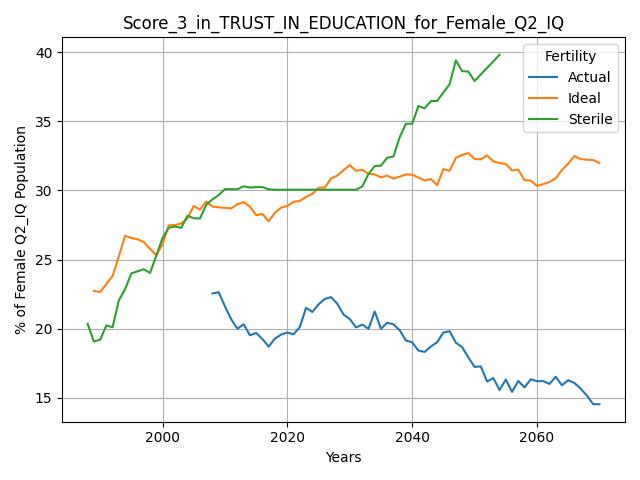 Score_3_in_TRUST_IN_EDUCATION_for_Female_Q2_IQ
% of Female Q2_IQ Population
40
35
30
25
20
15
Fertility
Actual
Ideal
Sterile
2000
2020
2040
2060
Years